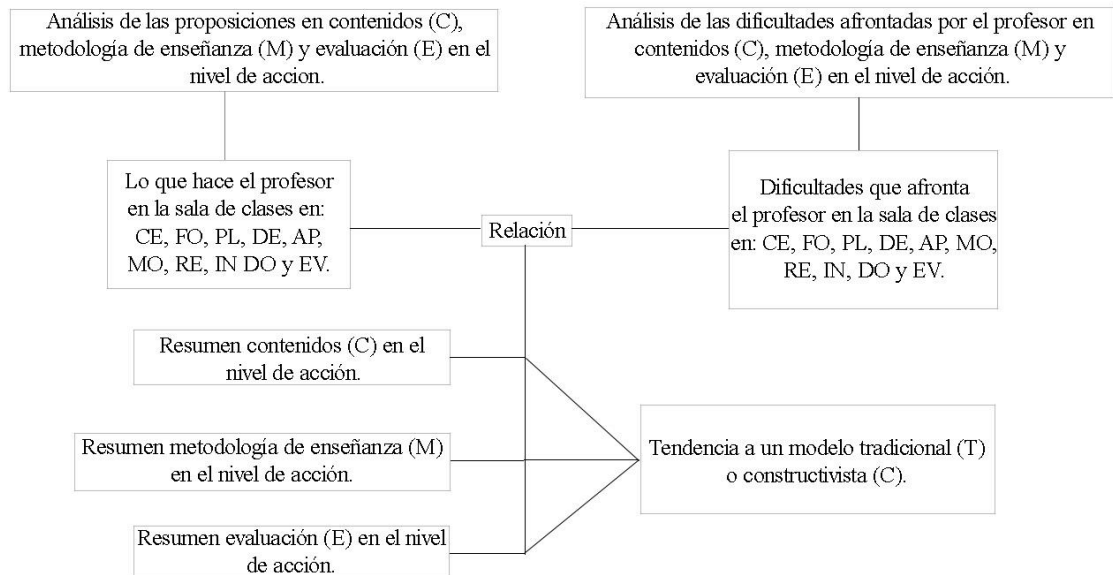 Análisis de las proposiciones en contenidos (C),
metodología de enseñanza (M) y evaluación (E) en el
nivel de accion.
Análisis de las dificultades afrontadas por el profesor en
contenidos (C), metodología de enseñanza (M) y
evaluación (E) en el nivel de acción.
Lo que hace el profesor
en la sala de clases en:
CE, FO, PL, DE, AP,
MO, RE, IN DO y EV.
Relación
Dificultades que afronta
el profesor en la sala de clases
en: CE, FO, PL, DE, AP, MO,
RE, IN, DO y EV.
Resumen contenidos (C) en el
nivel de acción.
Resumen metodología de enseñanza (M)
en el nivel de acción.
Tendencia a un modelo tradicional (T)
o constructivista (C).
Resumen evaluación (E) en el nivel
de acción.